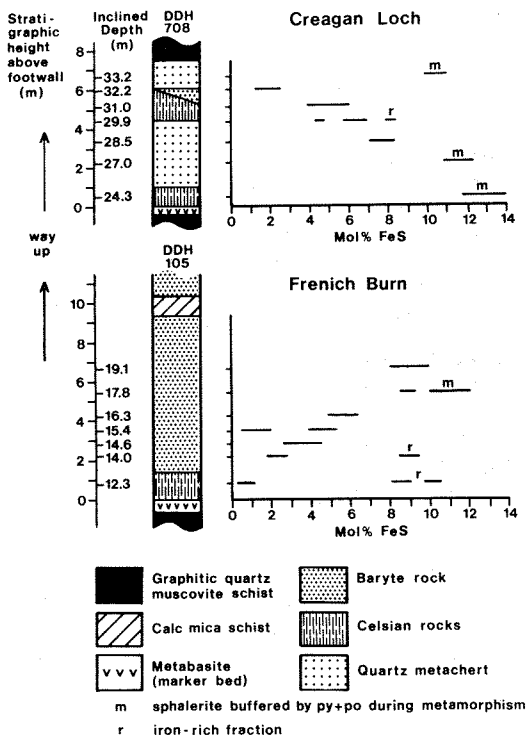 Strati-
graphic
height
above
footwall
(m)
Inclined
Depth
(m)
DDH
708
Creagan Loch
8
6
4
2
0
33.2
32.2
31.0
29.9
28.5
27.0
24.3
m
r
m
m
0 2 4 6 8 10 12 14
Mol% FeS
way
up
DDH
105
Frenich Burn
10
8
6
4
2
0
19.1
17.8
16.3
15.4
14.6
14.0
12.3
m
r
r
0 2 4 6 8 10 12 14
Mol% FeS
Graphitic quartz
muscovite schist
Baryte rock
Calc mica schist
Celsian rocks
v v v
Metabasite
(marker bed)
Quartz metachert
m sphalerite buffered by py+po during metamorphism
r iron-rich fraction